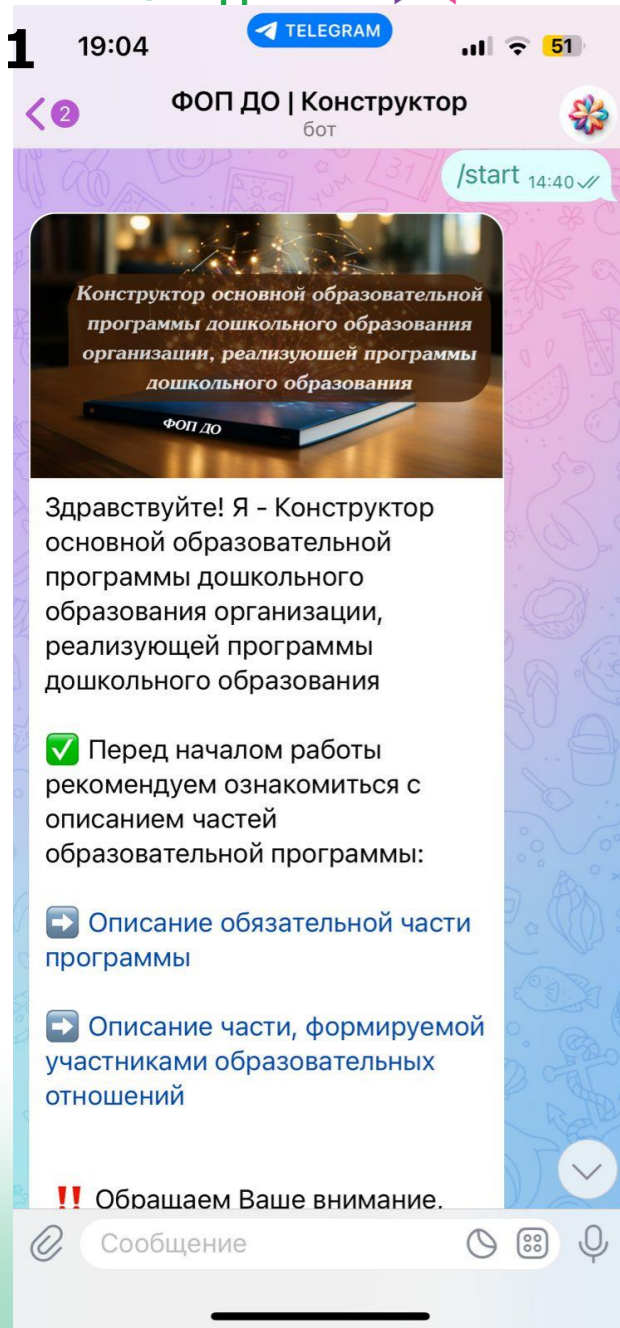 1
19:04
TELEGRAM
51
2
ФОП ДО | Конструктор
бот
/start 14:40
Конструктор основной образовательной
программы дошкольного образования
организации, реализуюшей программы
дошкольного образования
ФОП ДО
Здравствуйте! Я - Конструктор
основной образовательной
программы дошкольного
образования организации,
реализующей программы
дошкольного образования
✅ Перед началом работы
рекомендуем ознакомиться с
описанием частей
образовательной программы:
➡️ Описание обязательной части
программы
➡️ Описание части, формируемой
участниками образовательных
отношений
‼️ Обращаем Ваше внимание,
Сообщение